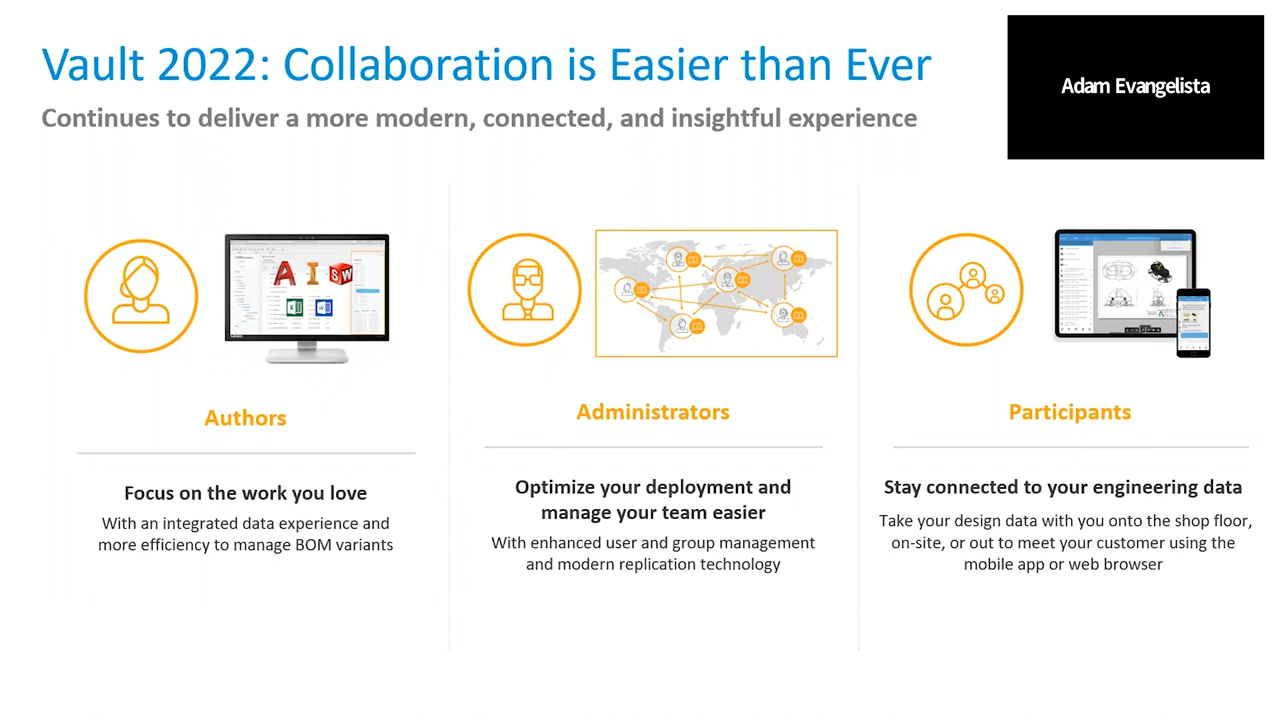 Vault 2022: Collaboration is Easier than Ever
Continues to deliver a more modern, connected, and insightful experience
Adam Evangelista
A I SW
Authors
Focus on the work you love
With an integrated data experience and
more efficiency to manage BOM variants
Administrators
Optimize your deployment and
manage your team easier
With enhanced user and group management
and modern replication technology
Participants
Stay connected to your engineering data
Take your design data with you onto the shop floor,
on-site, or out to meet your customer using the
mobile app or web browser